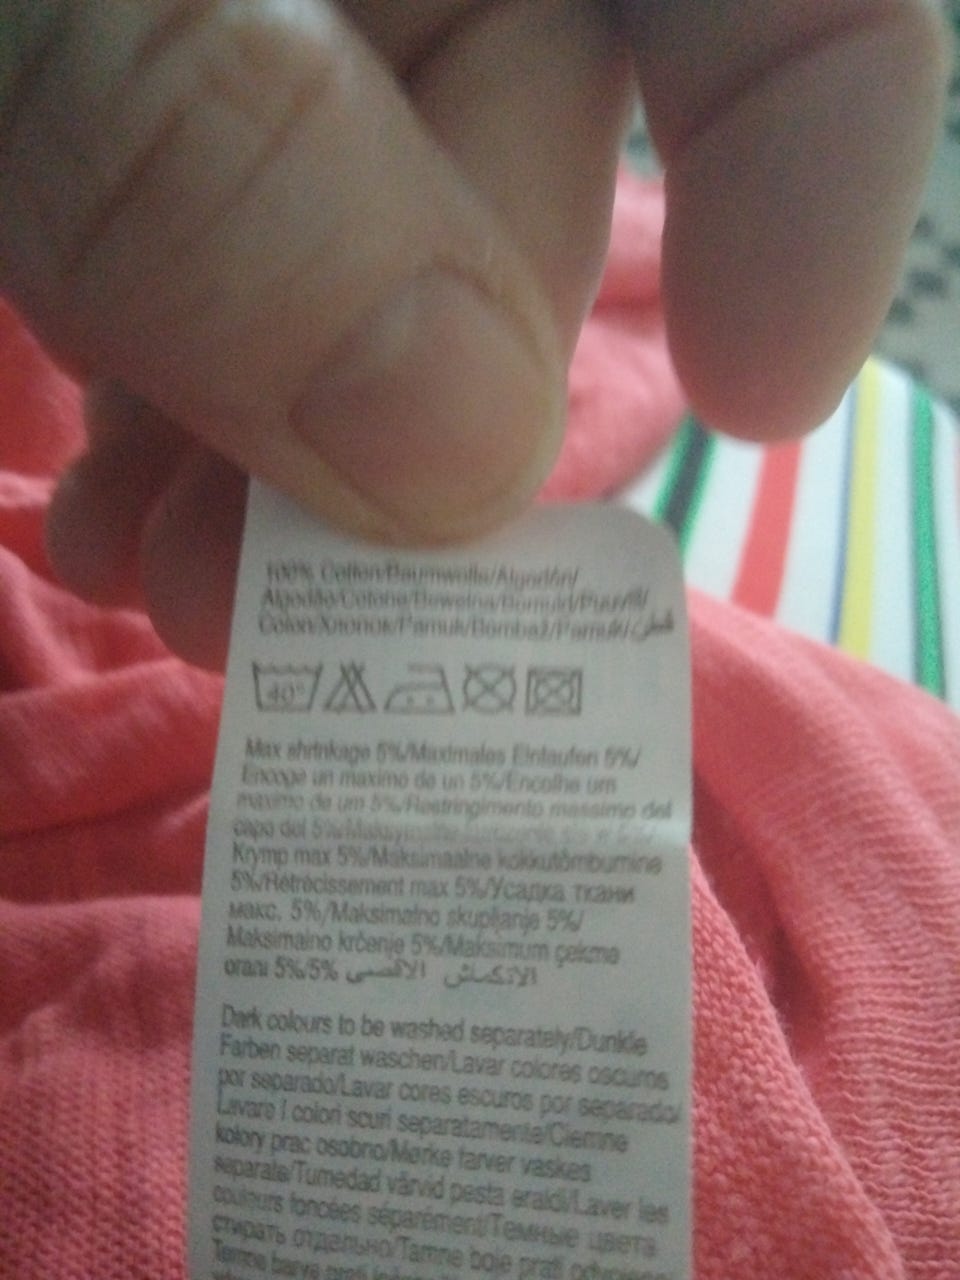 100% Cotton/Baumwolle/Algodón/
Algodão/Cotone/Bawełna/Bomuld/Puuvill/
Coton/Хлопок/Pamuk/Bombaž/Pamuk/قطن
40°
Max shrinkage 5%/Maximales Einlaufen 5%/
Encoge un maximo de un 5%/Encolhe um
maximo de um 5%/Restringimento massimo del
capo del 5%/
Krymp max 5%/Maksimaalne kokkutõmbumine
5%/Rétrécissement max 5%/Усадка ткани
макс. 5%/Maksimalno skupljanje 5%/
Maksimalno krčenje 5%/Maksimum çekme
oranı 5%/5% الانكماش الاقصى
Dark colours to be washed separately/Dunkle
Farben separat waschen/Lavar colores oscuros
por separado/Lavar cores escuros por separado/
Lavare I colori scuri separatamente/Ciemne
kolory prac osobno/Mørke farver vaskes
separate/Tumedad värvid pesta eraldi/Laver les
couleurs foncées séparément/Темные цвета
стирать отдельно/Tamne boje prati odvojeno